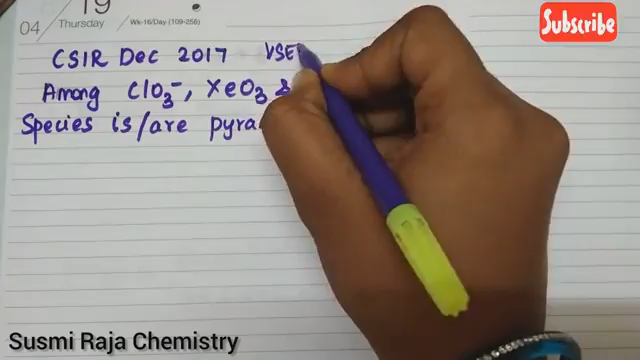 19
04 Thursday Wk-16/Day (109-256)
Subscribe
CSIR Dec 2017 VSE
Among ClO₃⁻, XeO₃ &
Species is/are pyra
Susmi Raja Chemistry